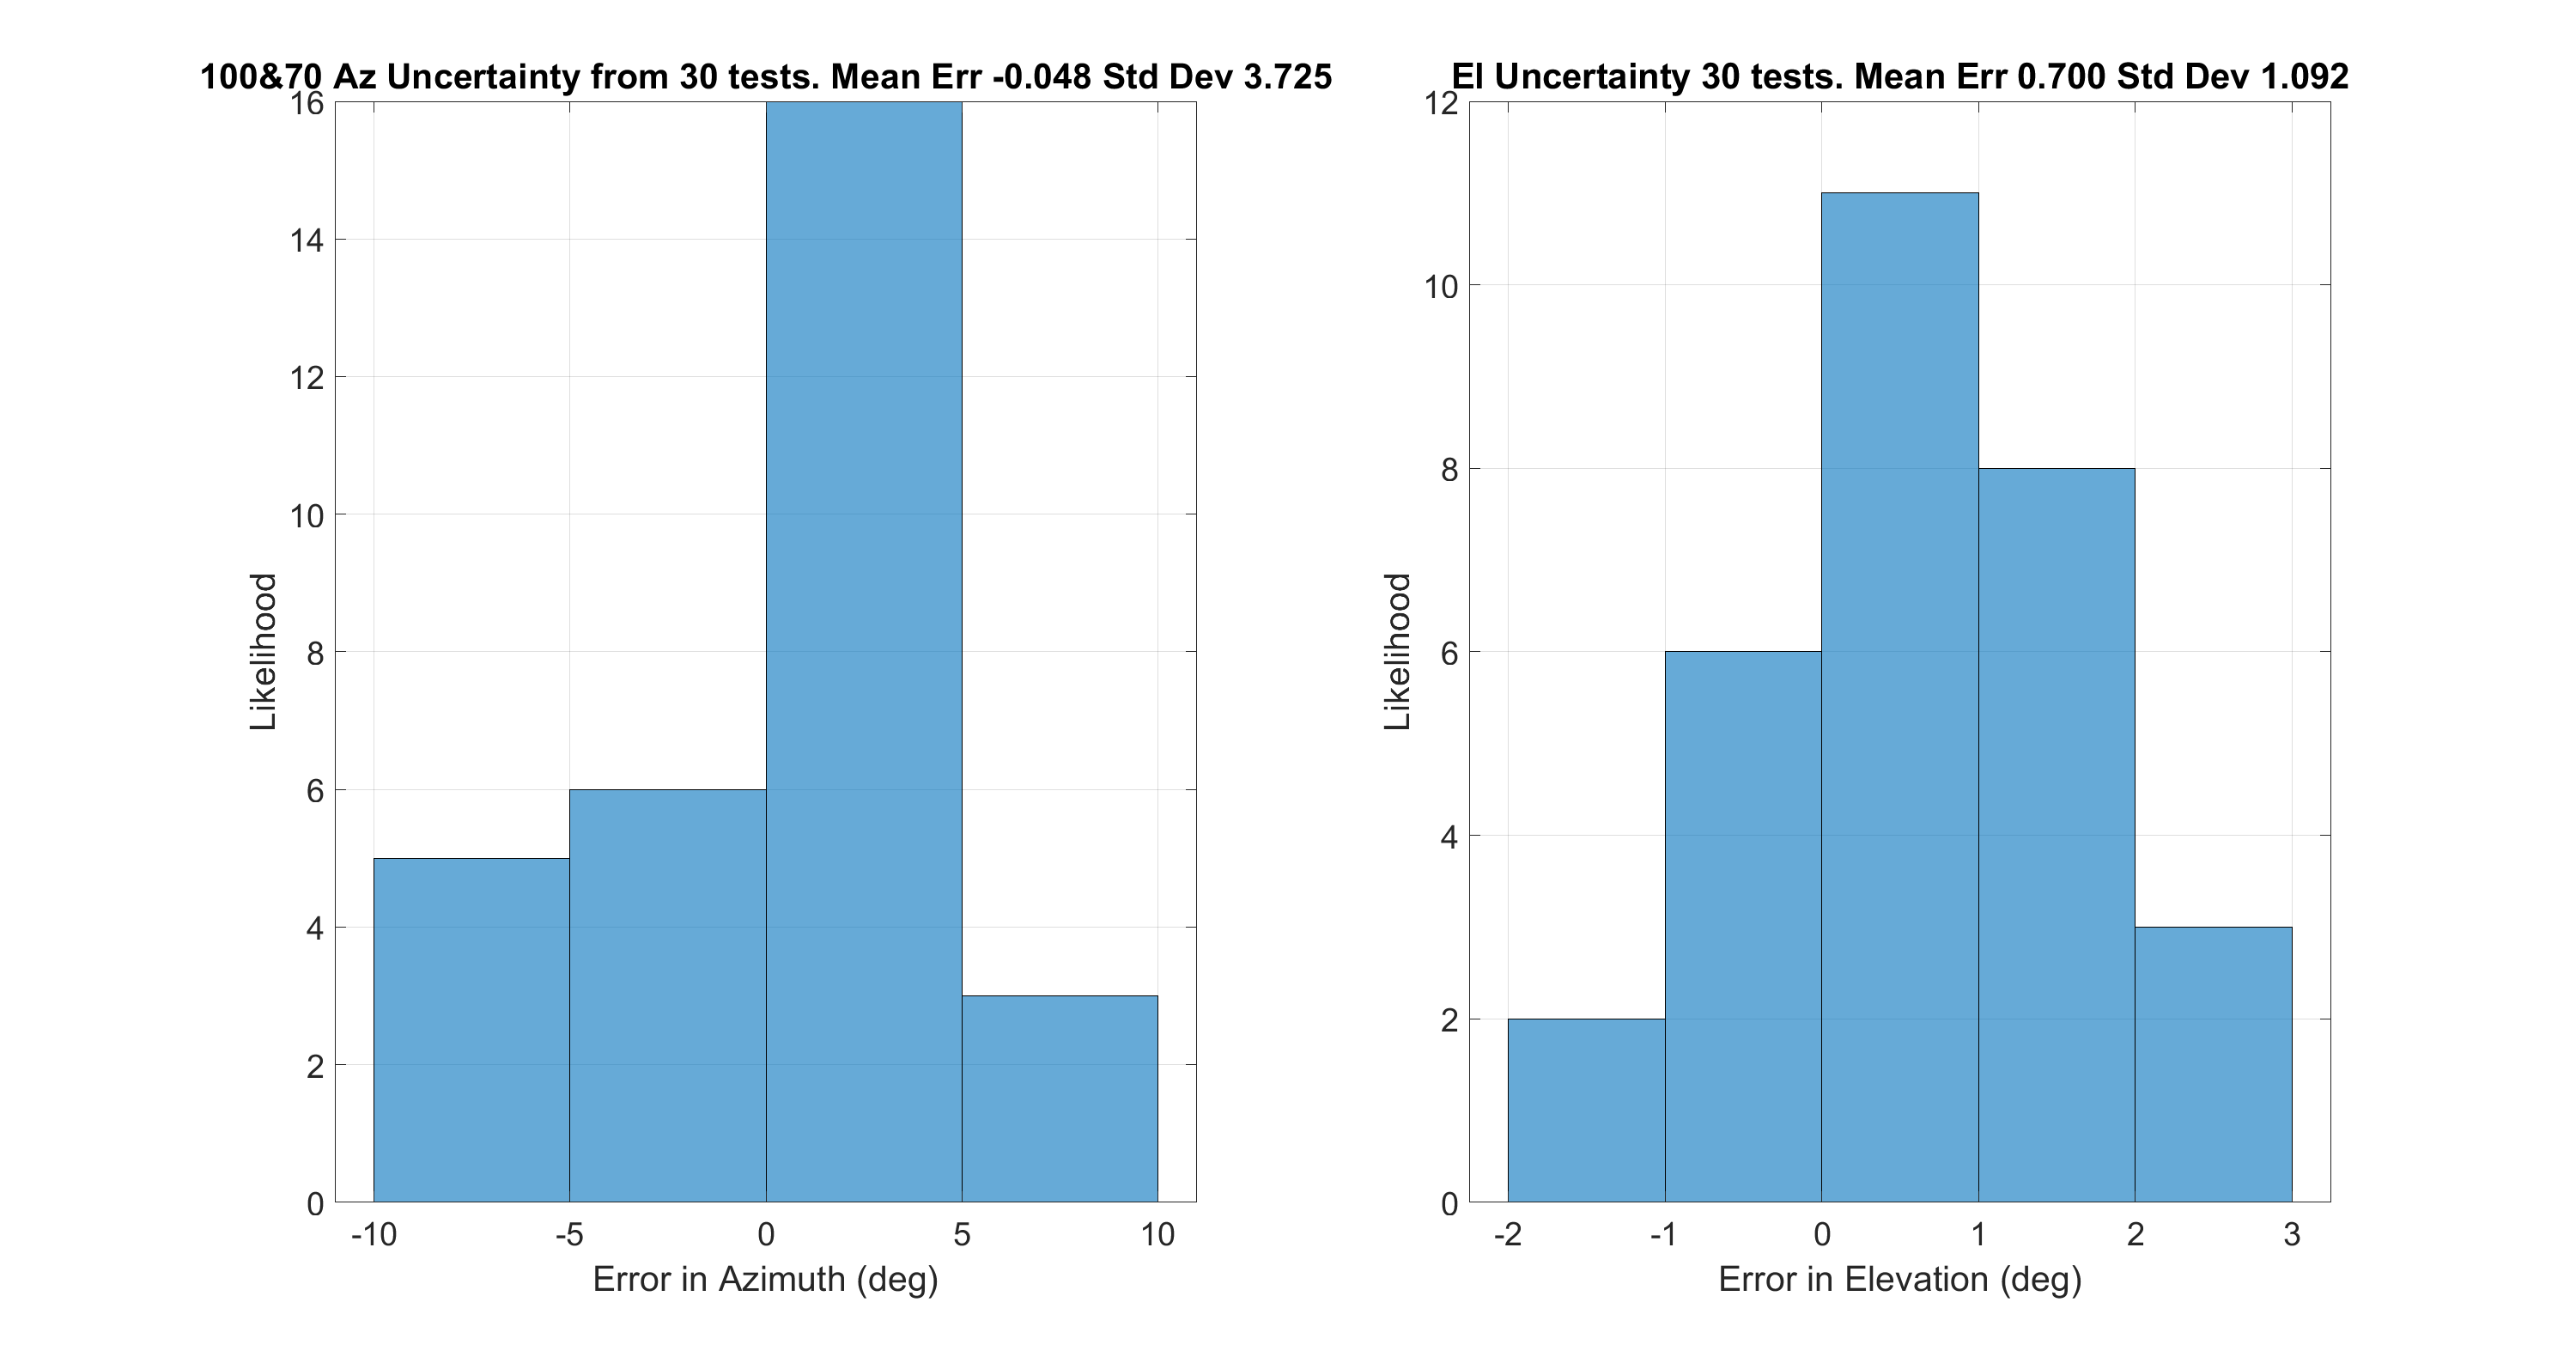 100&70 Az Uncertainty from 30 tests. Mean Err -0.048 Std Dev 3.725
16
14
12
10
8
6
4
2
0
Likelihood
-10 -5 0 5 10
Error in Azimuth (deg)
El Uncertainty 30 tests. Mean Err 0.700 Std Dev 1.092
12
10
8
6
4
2
0
Likelihood
-2 -1 0 1 2 3
Error in Elevation (deg)